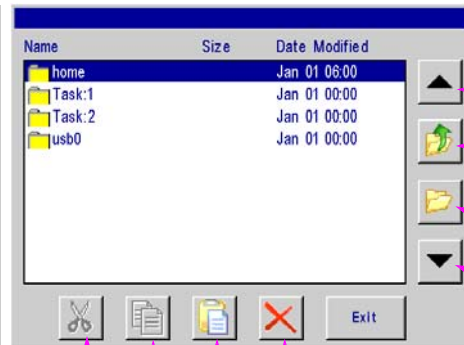 Name Size Date Modified
home Jan 01 06:00
Task:1 Jan 01 00:00
Task:2 Jan 01 00:00
usb0 Jan 01 00:00
Exit